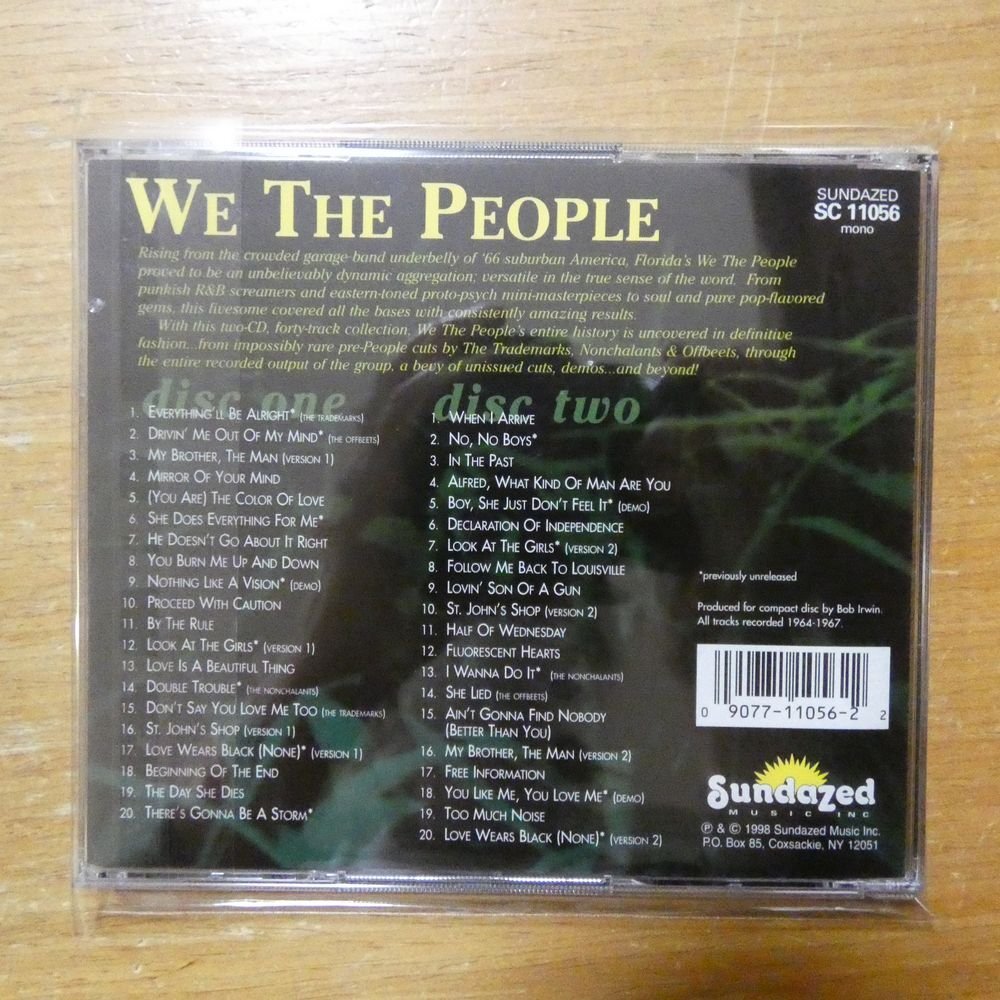 WE THE PEOPLE
SUNDAZED
SC 11056
mono
Rising from the crowded garage-band underbelly of '66 suburban America, Florida's We The People
proved to be an unbelievably dynamic aggregation; versatile in the true sense of the word. From
punkish R&B screamers and eastern-toned proto-psych mini-masterpieces to soul and pure pop-flavored
gems, this fivesome covered all the bases with consistently amazing results.
With this two-CD, forty-track collection, We The People's entire history is uncovered in definitive
fashion...from impossibly rare pre-People cuts by The Trademarks, Nonchalants & Offbeets, through
the entire recorded output of the group, a bevy of unissued cuts, demos...and beyond!
disc one
1. EVERYTHING'LL BE ALRIGHT* (THE TRADEMARKS)
2. DRIVIN' ME OUT OF MY MIND* (THE OFFBEETS)
3. MY BROTHER, THE MAN (VERSION 1)
4. MIRROR OF YOUR MIND
5. (YOU ARE) THE COLOR OF LOVE
6. SHE DOES EVERYTHING FOR ME*
7. HE DOESN'T GO ABOUT IT RIGHT
8. YOU BURN ME UP AND DOWN
9. NOTHING LIKE A VISION* (DEMO)
10. PROCEED WITH CAUTION
11. BY THE RULE
12. LOOK AT THE GIRLS* (VERSION 1)
13. LOVE IS A BEAUTIFUL THING
14. DOUBLE TROUBLE* (THE NONCHALANTS)
15. DON'T SAY YOU LOVE ME TOO (THE TRADEMARKS)
16. ST. JOHN'S SHOP (VERSION 1)
17. LOVE WEARS BLACK (NONE)* (VERSION 1)
18. BEGINNING OF THE END
19. THE DAY SHE DIES
20. THERE'S GONNA BE A STORM*
disc two
1. WHEN I ARRIVE
2. NO, NO BOYS*
3. IN THE PAST
4. ALFRED, WHAT KIND OF MAN ARE YOU
5. BOY, SHE JUST DON'T FEEL IT* (DEMO)
6. DECLARATION OF INDEPENDENCE
7. LOOK AT THE GIRLS* (VERSION 2)
8. FOLLOW ME BACK TO LOUISVILLE
9. LOVIN' SON OF A GUN
10. ST. JOHN'S SHOP (VERSION 2)
11. HALF OF WEDNESDAY
12. FLUORESCENT HEARTS
13. I WANNA DO IT* (THE NONCHALANTS)
14. SHE LIED (THE OFFBEETS)
15. AIN'T GONNA FIND NOBODY
(BETTER THAN YOU)
16. MY BROTHER, THE MAN (VERSION 2)
17. FREE INFORMATION
18. YOU LIKE ME, YOU LOVE ME* (DEMO)
19. TOO MUCH NOISE
20. LOVE WEARS BLACK (NONE)* (VERSION 2)
*previously unreleased
Produced for compact disc by Bob Irwin.
All tracks recorded 1964-1967.
0 9077-11056-2 2
Sundazed
MUSIC INC
℗ & © 1998 Sundazed Music Inc.
P.O. Box 85, Coxsackie, NY 12051